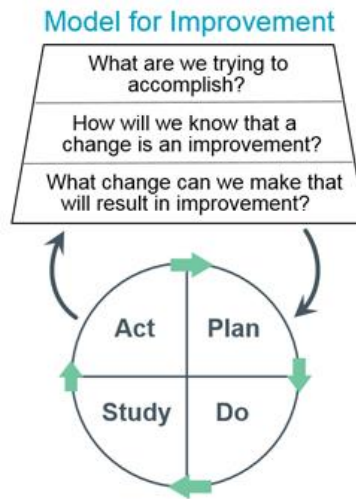 Model for Improvement
What are we trying to
accomplish?
How will we know that a
change is an improvement?
What change can we make that
will result in improvement?
Act
Plan
Study
Do